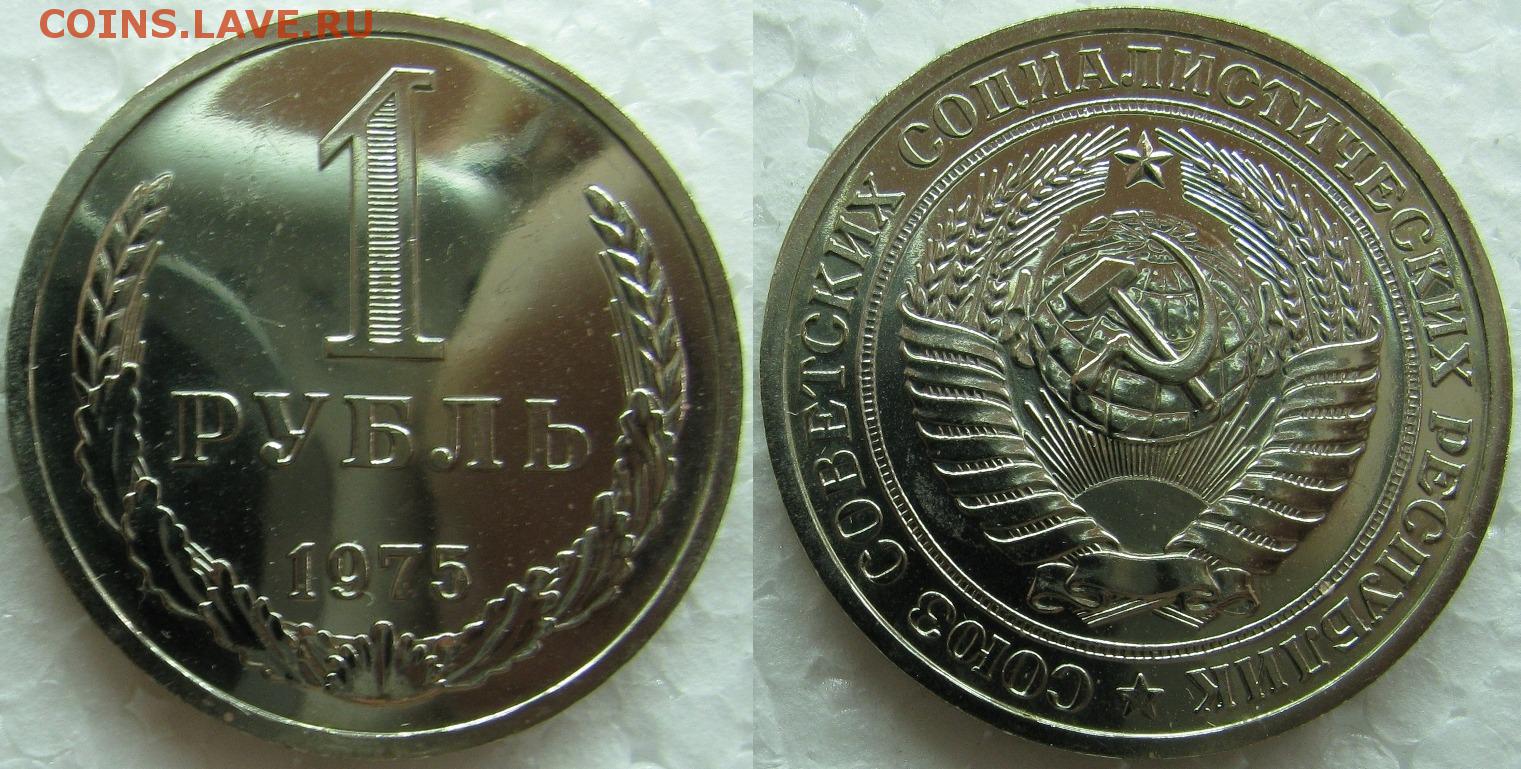 COINS.LAVE.RU
1
РУБЛЬ
1975
СОЮЗ СОВЕТСКИХ СОЦИАЛИСТИЧЕСКИХ РЕСПУБЛИК